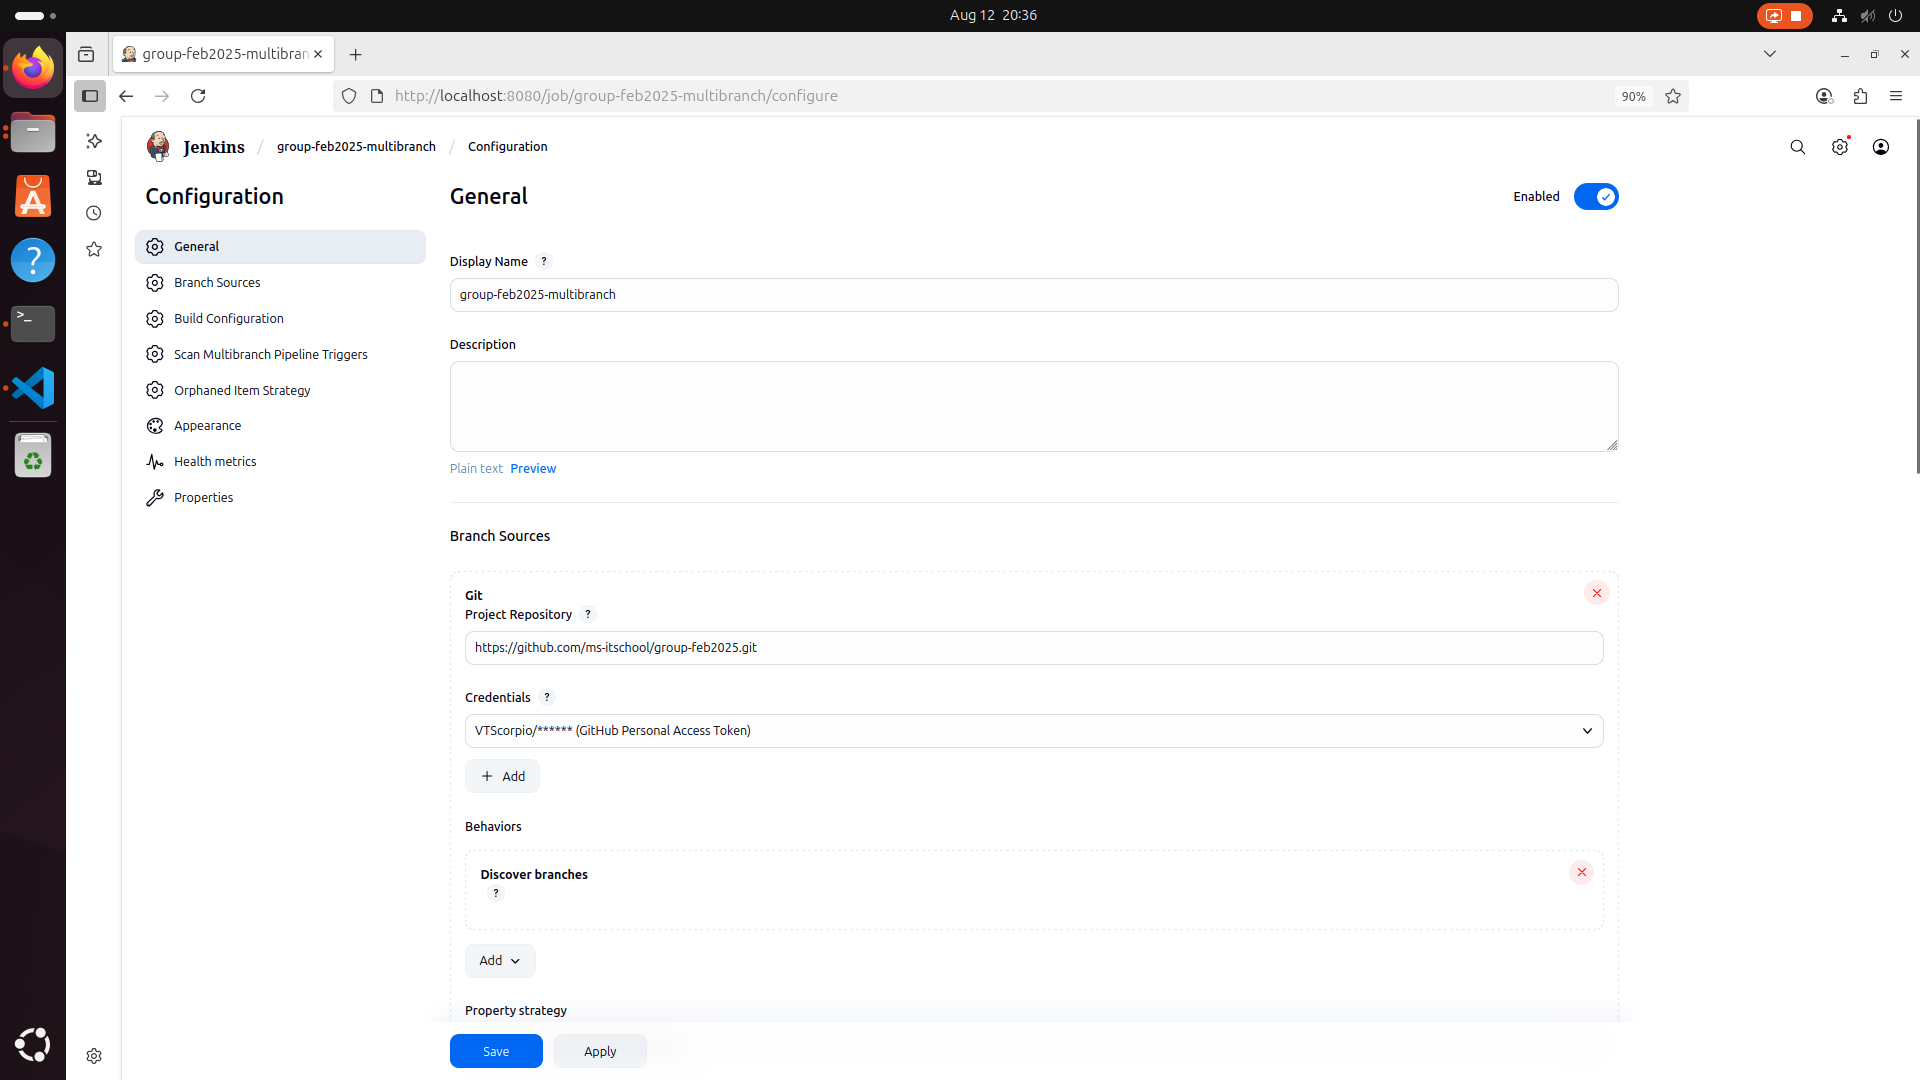 Aug 12 20:36
group-feb2025-multibran
http://localhost:8080/job/group-feb2025-multibranch/configure
90%
Jenkins / group-feb2025-multibranch / Configuration
Configuration
General
Branch Sources
Build Configuration
Scan Multibranch Pipeline Triggers
Orphaned Item Strategy
Appearance
Health metrics
Properties
General
Enabled
Display Name ?
group-feb2025-multibranch
Description
Plain text Preview
Branch Sources
Git
Project Repository ?
https://github.com/ms-itschool/group-feb2025.git
Credentials ?
VTScorpio/****** (GitHub Personal Access Token)
+ Add
Behaviors
Discover branches
?
Add
Property strategy
Save Apply